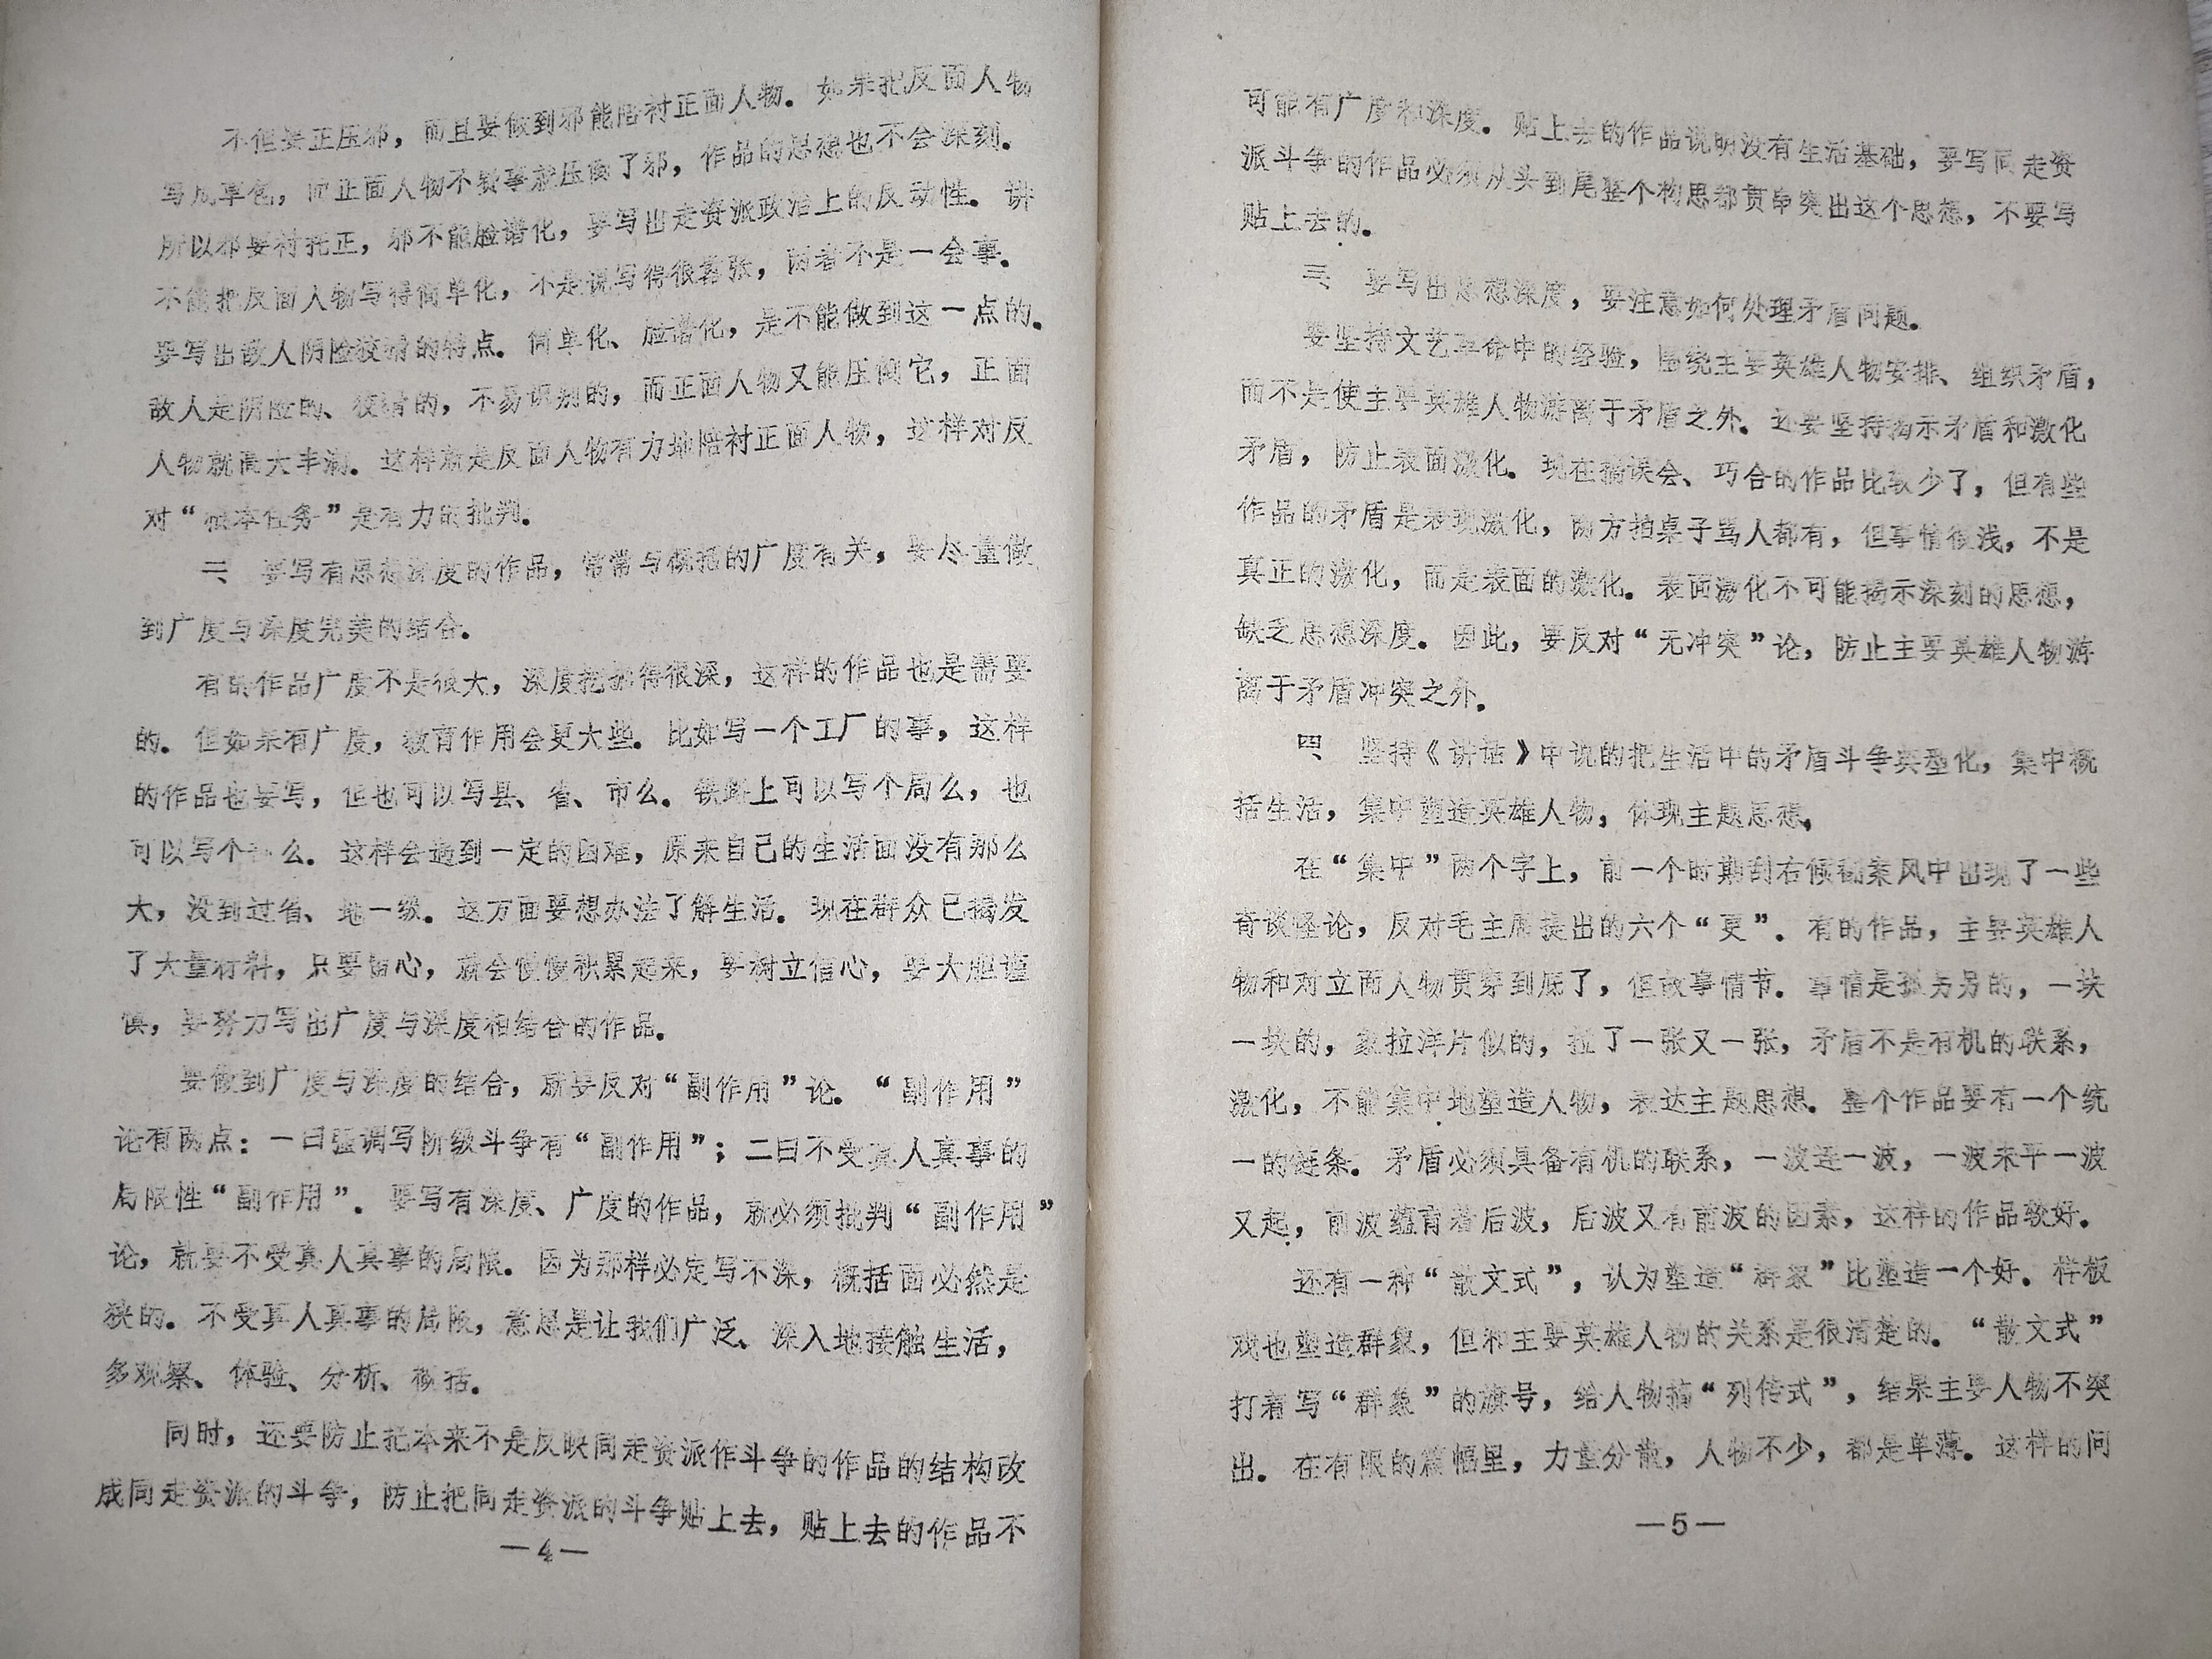 不但要正压邪，而且要做到邪能陪衬正面人物．如果把反面人物
写成草包，而正面人物不费事就压倒了邪，作品的思想也不会深刻．
所以邪要衬托正，邪不能脸谱化，要写出走资派政治上的反动性．讲
不能把反面人物写得简单化，不是说写得很嚣张，两者不是一会事．
要写出敌人阴险狡猾的特点．简单化、脸谱化，是不能做到这一点的．
敌人是阴险的、狡猾的，不易识别的，而正面人物又能压倒它，正面
人物就高大丰满．这样就是反面人物有力地陪衬正面人物，这样对反
对“根本任务”是有力的批判．
二、要写有思想深度的作品，常常与概括的广度有关，要尽量做
到广度与深度完美的结合．
有的作品广度不是很大，深度挖掘得很深，这样的作品也是需要
的．但如果有广度，教育作用会更大些．比如写一个工厂的事，这样
的作品也要写，但也可以写县、省、市么．铁路上可以写个局么，也
可以写个 么．这样会遇到一定的困难，原来自己的生活面没有那么
大，没到过省、地一级．这方面要想办法了解生活．现在群众已揭发
了大量材料，只要留心，就会慢慢积累起来，要树立信心，要大胆谨
慎，要努力写出广度与深度相结合的作品．
要做到广度与深度的结合，就要反对“副作用”论．“副作用”
论有两点：一曰强调写阶级斗争有“副作用”；二曰不受真人真事的
局限性“副作用”．要写有深度、广度的作品，就必须批判“副作用”
论，就要不受真人真事的局限．因为那样必定写不深，概括面必然是
狭的．不受真人真事的局限，意思是让我们广泛、深入地接触生活，
多观察、体验、分析、概括．
同时，还要防止把本来不是反映同走资派作斗争的作品的结构改
成同走资派的斗争，防止把同走资派的斗争贴上去，贴上去的作品不
—4—
可能有广度和深度．贴上去的作品说明没有生活基础，要写同走资
派斗争的作品必须从头到尾整个构思都贯串突出这个思想，不要写
贴上去的．
三、要写出思想深度，要注意如何处理矛盾问题．
要坚持文艺革命中的经验，围绕主要英雄人物安排、组织矛盾，
而不是使主要英雄人物游离于矛盾之外．还要坚持揭示矛盾和激化
矛盾，防止表面激化．现在搞误会、巧合的作品比较少了，但有些
作品的矛盾是表现激化，两方拍桌子骂人都有，但事情很浅，不是
真正的激化，而是表面的激化．表面激化不可能揭示深刻的思想，
缺乏思想深度．因此，要反对“无冲突”论，防止主要英雄人物游
离于矛盾冲突之外．
四、坚持《讲话》中说的把生活中的矛盾斗争典型化，集中概
括生活，集中塑造英雄人物，体现主题思想，
在“集中”两个字上，前一个时期刮右倾翻案风中出现了一些
奇谈怪论，反对毛主席提出的六个“更”．有的作品，主要英雄人
物和对立面人物贯穿到底了，但故事情节．事情是孤另另的，一块
一块的，象拉洋片似的，拉了一张又一张，矛盾不是有机的联系，
激化，不能集中地塑造人物，表达主题思想．整个作品要有一个统
一的链条．矛盾必须具备有机的联系，一波连一波，一波未平一波
又起，前波蕴育着后波，后波又有前波的因素，这样的作品较好．
还有一种“散文式”，认为塑造“群象”比塑造一个好．样板
戏也塑造群象，但和主要英雄人物的关系是很清楚的．“散文式”
打着写“群象”的旗号，给人物搞“列传式”，结果主要人物不突
出．在有限的篇幅里，力量分散，人物不少，都是单薄．这样的问
—5—